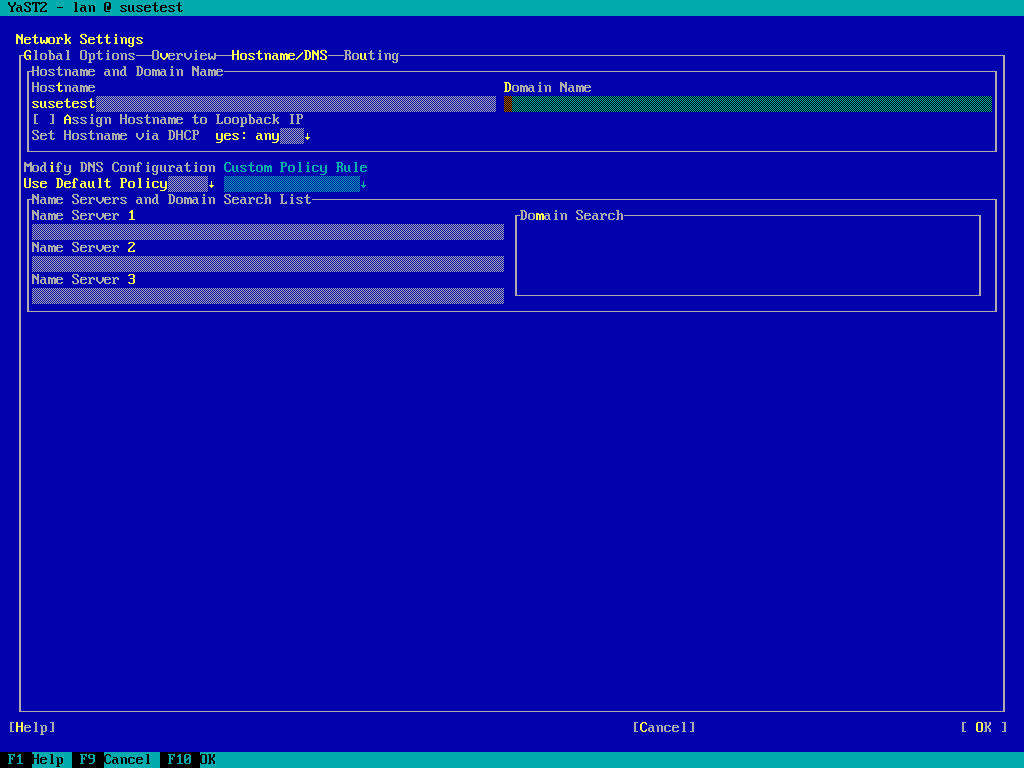 YaST2 - lan @ susetest
Network Settings
Global Options Overview Hostname/DNS Routing
Hostname and Domain Name
Hostname Domain Name
susetest
[ ] Assign Hostname to Loopback IP
Set Hostname via DHCP yes: any ↓
Modify DNS Configuration Custom Policy Rule
Use Default Policy ↓ ↓
Name Servers and Domain Search List
Name Server 1 Domain Search
Name Server 2
Name Server 3
[Help] [Cancel] [ OK ]
F1 Help F9 Cancel F10 OK